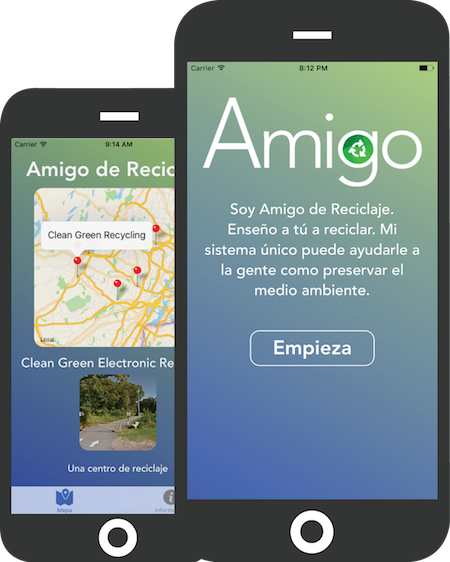 Carrier
8:12 PM
Amigo
Soy Amigo de Reciclaje.
Enseño a tú a reciclar. Mi
sistema único puede ayudarle a
la gente como preservar el
medio ambiente.
Empieza
Carrier
9:14 AM
Amigo de Recic
Clean Green Recycling
Legal
Clean Green Electronic Re
Una centro de reciclaje
Mapa
Inform